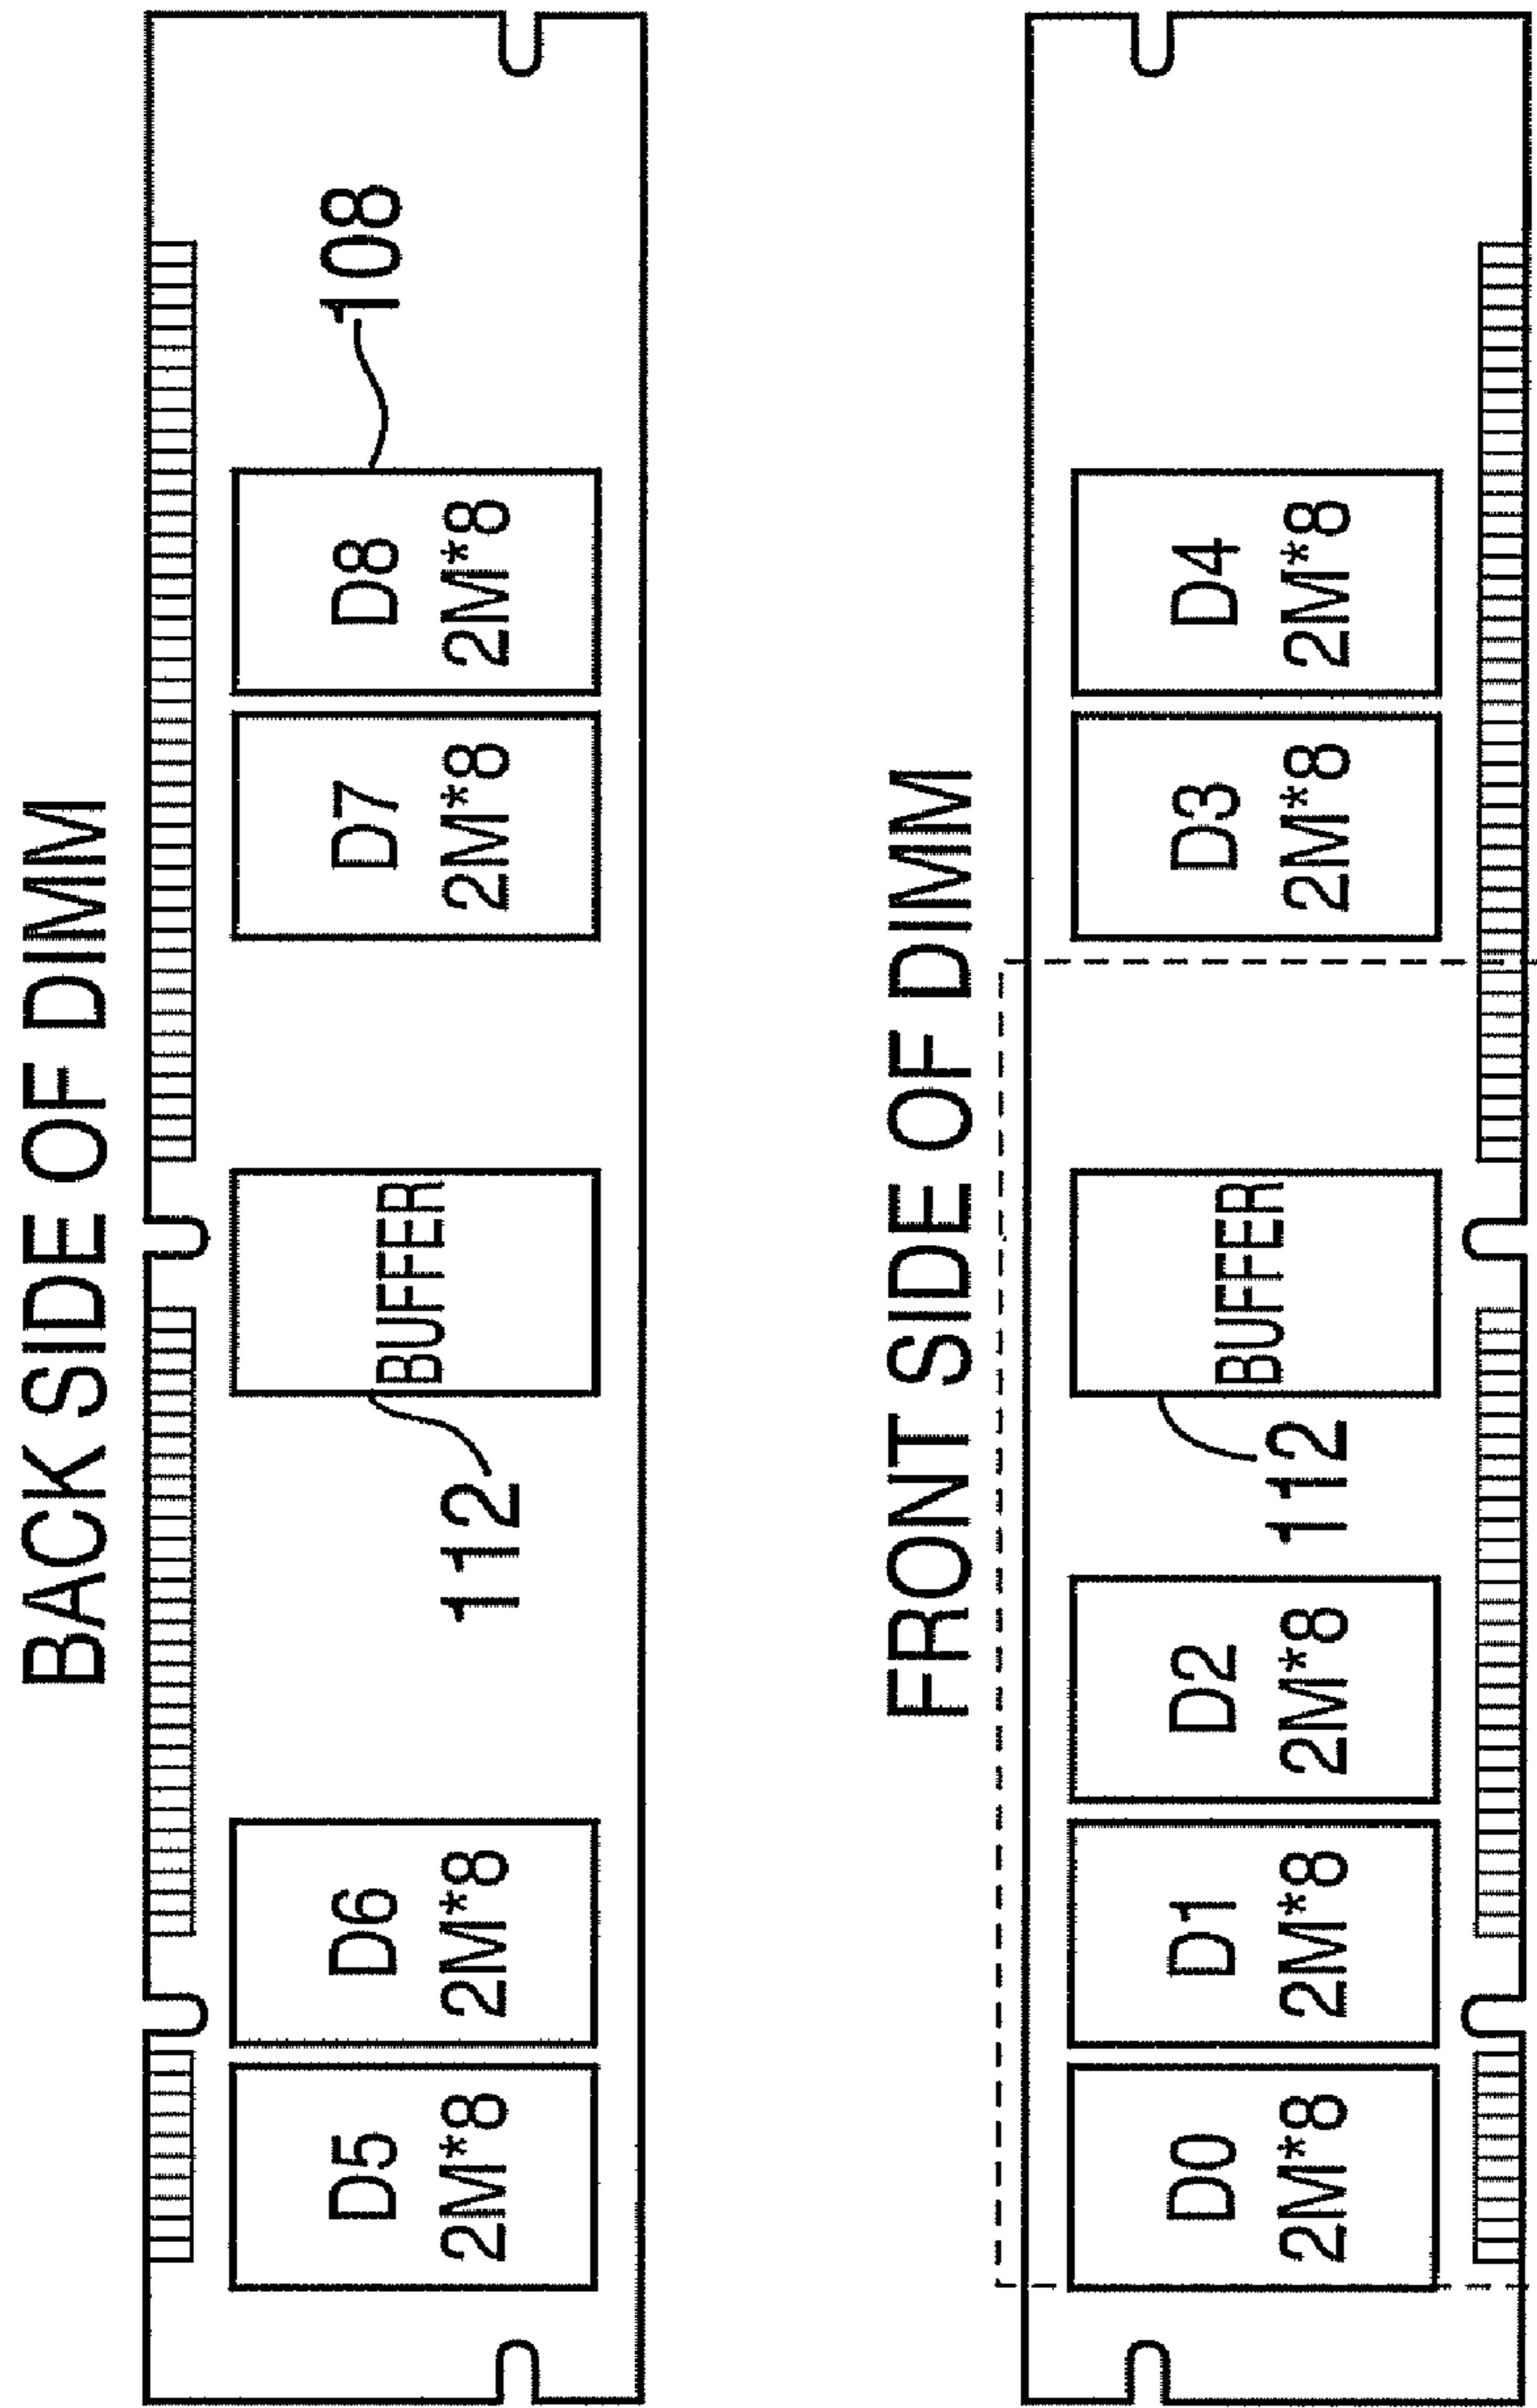 BACK SIDE OF DIMM
108
D5
2M*8
D6
2M*8
BUFFER
112
D7
2M*8
D8
2M*8
FRONT SIDE OF DIMM
D0
2M*8
D1
2M*8
D2
2M*8
112
BUFFER
D3
2M*8
D4
2M*8